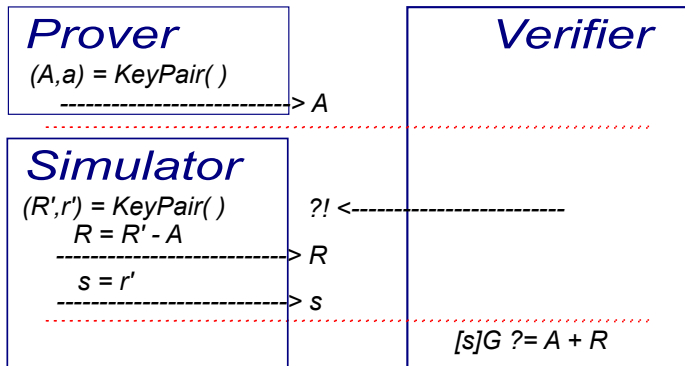 Prover
Verifier
(A,a) = KeyPair( )
---------------------------> A
Simulator
(R',r') = KeyPair( )
?! <-------------------------
R = R' - A
---------------------------> R
s = r'
---------------------------> s
[s]G ?= A + R